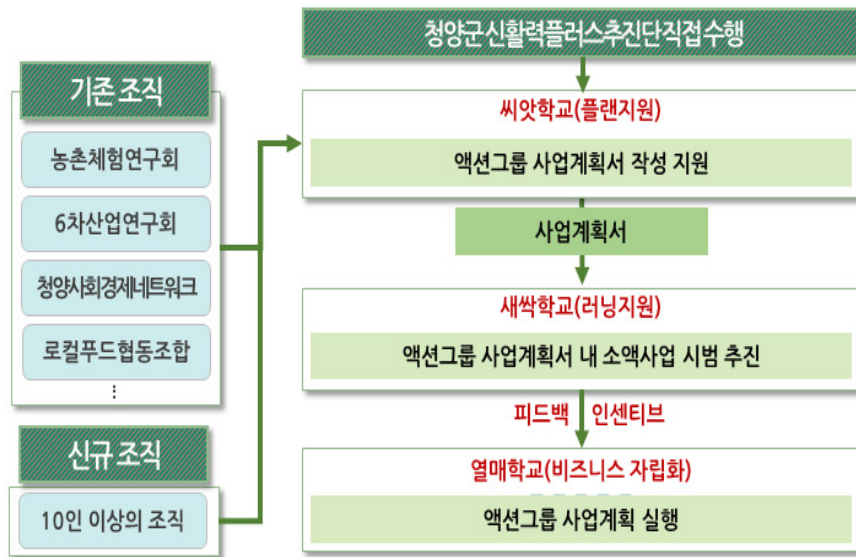 청양군 신활력플러스추진단 직접 수행
기존 조직
농촌체험연구회
6차산업연구회
청양사회경제네트워크
로컬푸드협동조합
⋮
신규 조직
10인 이상의 조직
씨앗학교(플랜지원)
액션그룹 사업계획서 작성 지원
사업계획서
새싹학교(러닝지원)
액션그룹 사업계획서 내 소액사업 시범 추진
피드백 인센티브
열매학교(비즈니스 자립화)
액션그룹 사업계획 실행